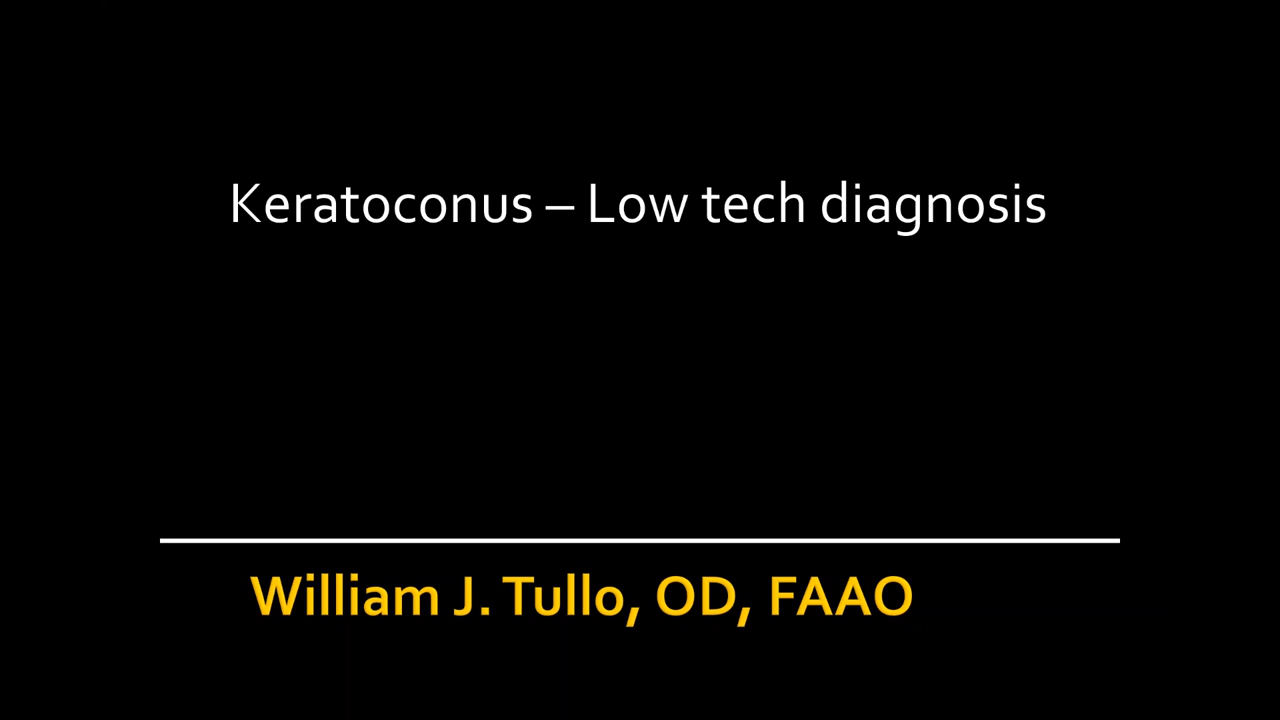 Keratoconus – Low tech diagnosis
William J. Tullo, OD, FAAO